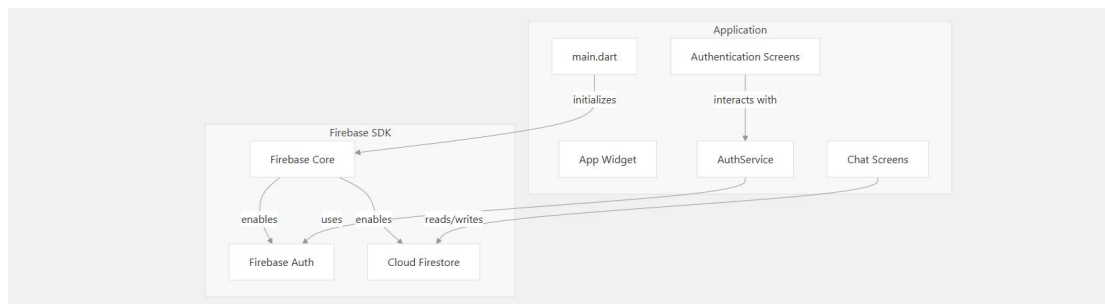 Application
main.dart
Authentication Screens
initializes
interacts with
Firebase SDK
Firebase Core
App Widget
AuthService
Chat Screens
enables
uses
enables
reads/writes
Firebase Auth
Cloud Firestore